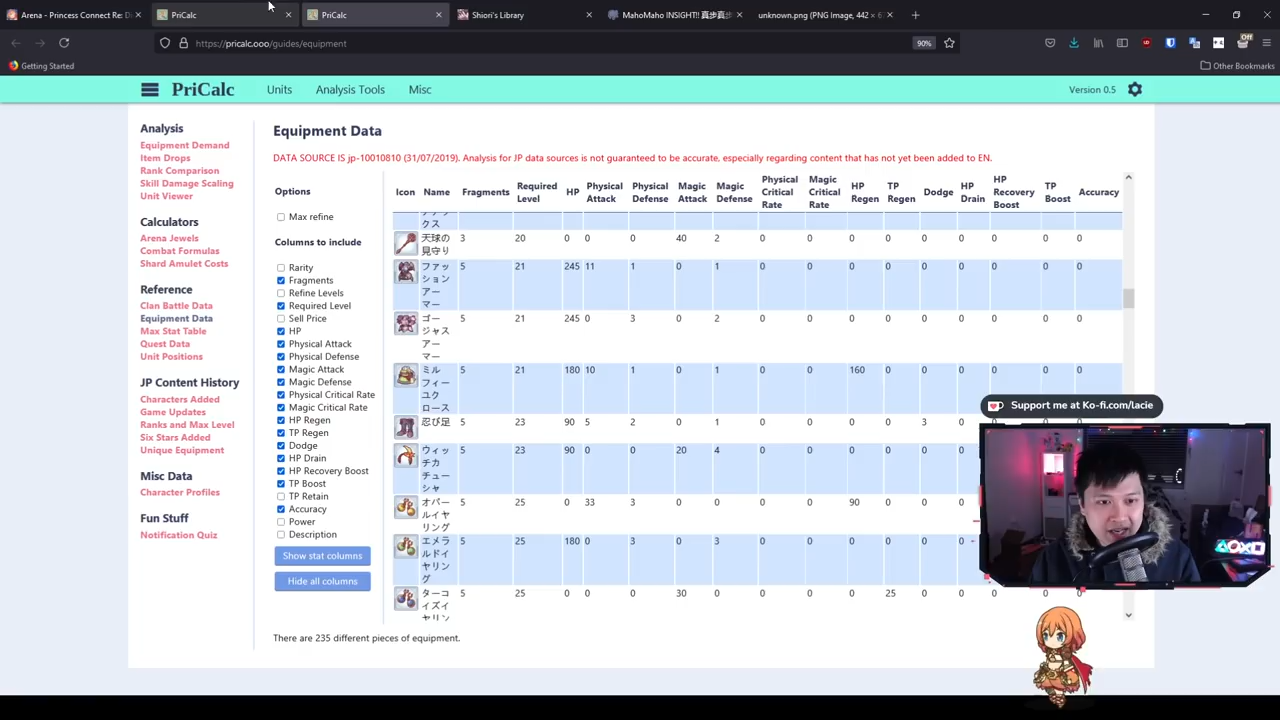 Arena - Princess Connect Re: Di
PriCalc
PriCalc
Shiori's Library
MahoMaho INSIGHT!! 真步真步
unknown.png (PNG Image, 442 × 6
https://pricalc.ooo/guides/equipment
90%
Off
Getting Started
Other Bookmarks
PriCalc
Units
Analysis Tools
Misc
Version 0.5
Analysis
Equipment Demand
Item Drops
Rank Comparison
Skill Damage Scaling
Unit Viewer
Calculators
Arena Jewels
Combat Formulas
Shard Amulet Costs
Reference
Clan Battle Data
Equipment Data
Max Stat Table
Quest Data
Unit Positions
JP Content History
Characters Added
Game Updates
Ranks and Max Level
Six Stars Added
Unique Equipment
Misc Data
Character Profiles
Fun Stuff
Notification Quiz
Equipment Data
DATA SOURCE IS jp-10010810 (31/07/2019). Analysis for JP data sources is not guaranteed to be accurate, especially regarding content that has not yet been added to EN.
Options
Max refine
Columns to include
Rarity
Fragments
Refine Levels
Required Level
Sell Price
HP
Physical Attack
Physical Defense
Magic Attack
Magic Defense
Physical Critical Rate
Magic Critical Rate
HP Regen
TP Regen
Dodge
HP Drain
HP Recovery Boost
TP Boost
TP Retain
Accuracy
Power
Description
Show stat columns
Hide all columns
Icon Name Fragments Required Level HP Physical Attack Physical Defense Magic Attack Magic Defense Physical Critical Rate Magic Critical Rate HP Regen TP Regen Dodge HP Drain HP Recovery Boost TP Boost Accuracy
クス
天球の 3 20 0 0 0 40 2 0 0 0 0 0 0 0 0 0
見守り
ファッ 5 21 245 11 1 0 1 0 0 0 0 0 0 0 0 0
ション
アー
マー
ゴー 5 21 245 0 3 0 2 0 0 0 0 0 0 0 0 0
ジャス
アー
マー
ミル 5 21 180 10 1 0 1 0 0 160 0 0 0 0 0 0
フィー
ユク
ロース
忍び足 5 23 90 5 2 0 1 0 0 0 0 3 0 0
ウィッ 5 23 90 0 0 20 4 0 0 0 0 0 0
チカ
チュー
シャ
オパー 5 25 0 33 3 0 0 0 0 90 0 0 0
ルイヤ
リング
エメラ 5 25 180 0 3 0 3 0 0 0 0 0 0
ルドイ
ヤリン
グ
ターコ 5 25 0 0 0 30 0 0 0 0 25 0 0 0 0 0
イズイ
ヤリン
There are 235 different pieces of equipment.
Support me at Ko-fi.com/lacie